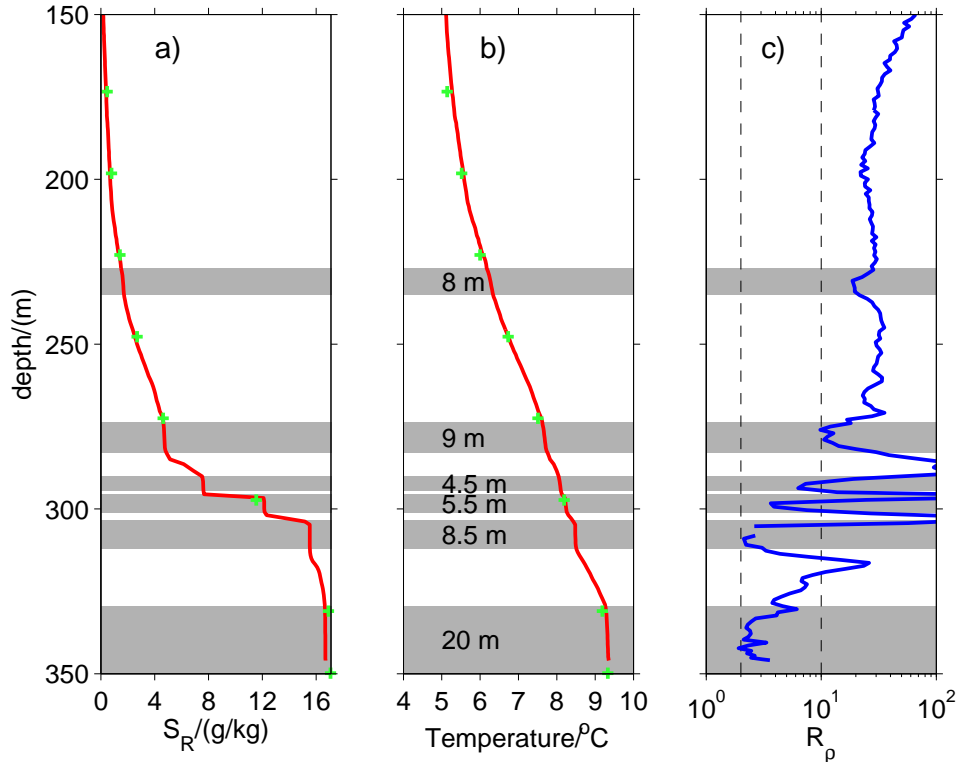 a)
b)
c)
150
200
250
300
350
depth/(m)
8 m
9 m
4.5 m
5.5 m
8.5 m
20 m
0 4 8 12 16
4 5 6 7 8 9 10
10^0 10^1 10^2
S_R/(g/kg)
Temperature/°C
R_ρ